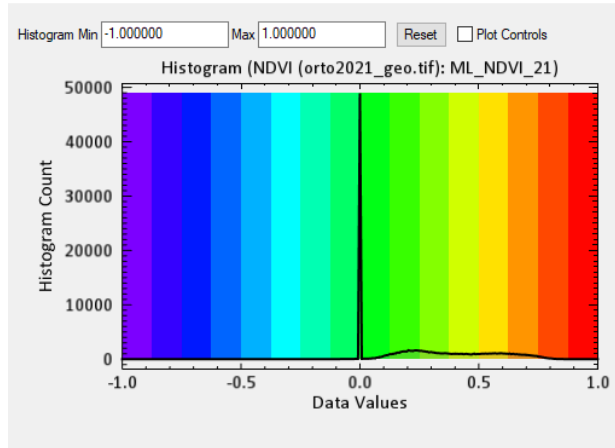 Histogram Min -1.000000 Max 1.000000 Reset Plot Controls
Histogram (NDVI (orto2021_geo.tif): ML_NDVI_21)
50000
40000
30000
20000
10000
0
Histogram Count
-1.0 -0.5 0.0 0.5 1.0
Data Values